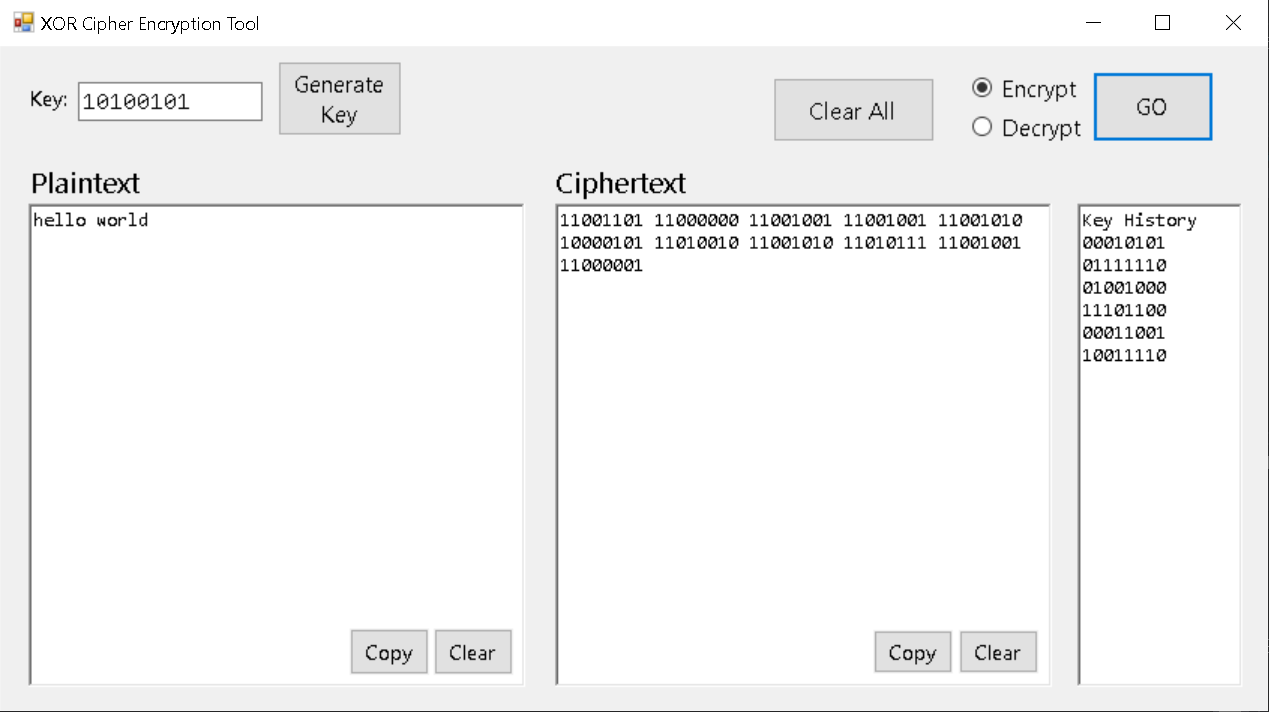 XOR Cipher Encryption Tool
Key: 10100101
Generate
Key
Clear All
Encrypt
Decrypt
GO
Plaintext
hello world
Copy
Clear
Ciphertext
11001101 11000000 11001001 11001001 11001010
10000101 11010010 11001010 11010111 11001001
11000001
Copy
Clear
Key History
00010101
01111110
01001000
11101100
00011001
10011110